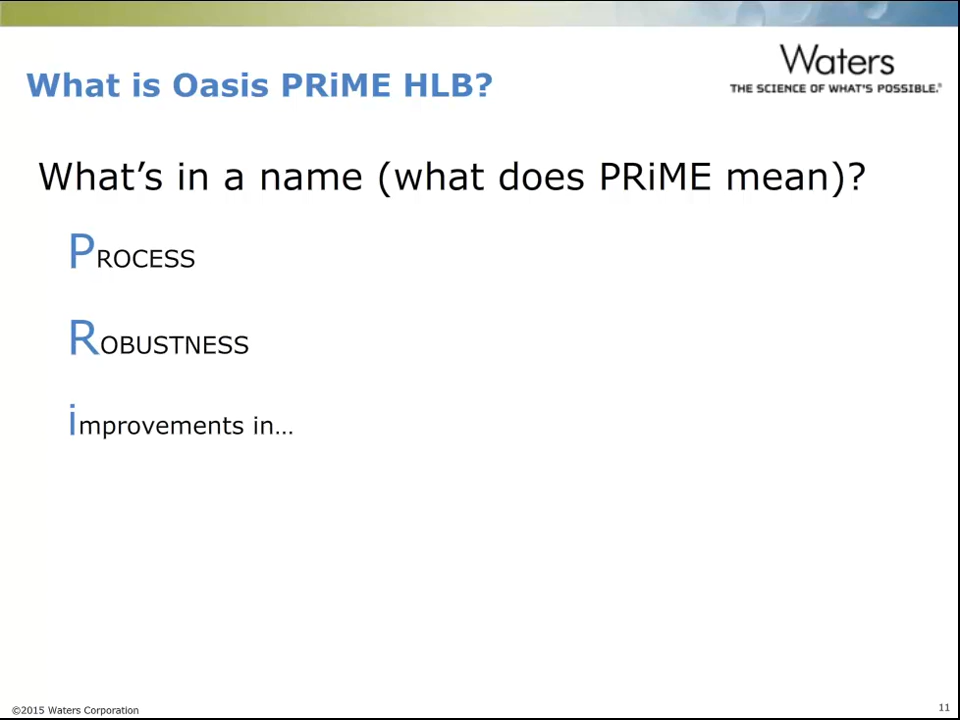 What is Oasis PRiME HLB?
Waters
THE SCIENCE OF WHAT'S POSSIBLE.®
What's in a name (what does PRiME mean)?
PROCESS
ROBUSTNESS
improvements in…
©2015 Waters Corporation
11